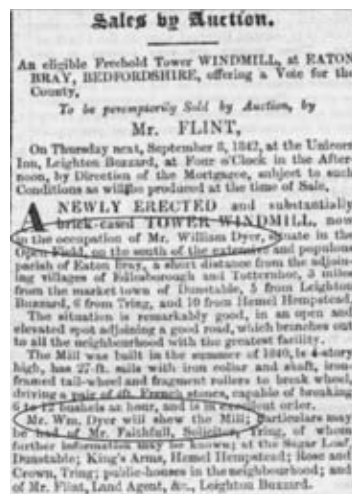 Sales by Auction.
An eligible Freehold Tower WINDMILL, at EATON
BRAY, BEDFORDSHIRE, offering a Vote for the
County,
To be peremptorily Sold by Auction, by
Mr. FLINT,
On Thursday next, September 8, 1842, at the Unicorn
Inn, Leighton Buzzard, at Four o'Clock in the After-
noon, by Direction of the Mortgagee, subject to such
Conditions as will be produced at the time of Sale,
A NEWLY ERECTED and substantially
brick-cased TOWER WINDMILL, now
in the occupation of Mr. William Dyer, situate in the
Open Field, on the south of the extensive and populous
parish of Eaton Bray, a short distance from the adjoin-
ing villages of Edlesborough and Totternhoe, 3 miles
from the market town of Dunstable, 5 from Leighton
Buzzard, 6 from Tring, and 10 from Hemel Hempstead.
The situation is remarkably good, in an open and
elevated spot adjoining a good road, which branches out
to all the neighbourhood with the greatest facility.
The Mill was built in the summer of 1840, is 4-story
high, has 27-ft. sails with iron collar and shaft, iron-
framed tail-wheel and fragment rollers to break wheel,
driving a pair of 4ft. French stones, capable of breaking
6 to 12 bushels an hour, and is in excellent order.
Mr. Wm. Dyer will shew the Mill; Particulars may
be had of Mr. Faithfull, Solicitor, Tring, of whom
further information may be had; at the Sugar Loaf,
Dunstable; King's Arms, Hemel Hempstead; Rose and
Crown, Tring; public-houses in the neighbourhood; and
of Mr. Flint, Land Agent, &c., Leighton Buzzard.